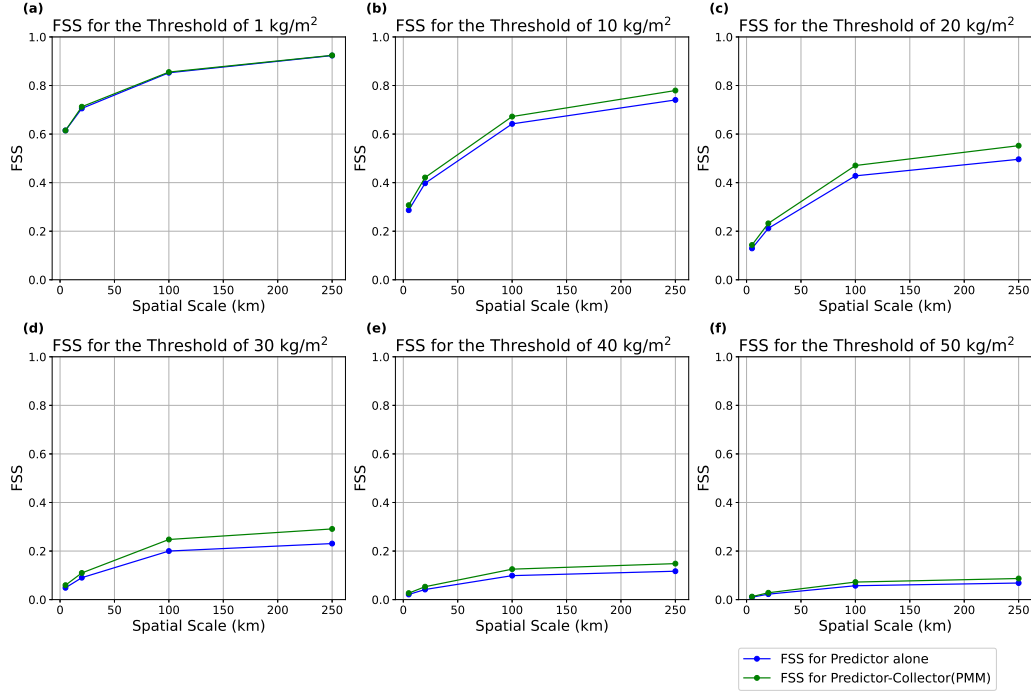 (a)
FSS for the Threshold of 1 kg/m²
1.0
0.8
0.6
0.4
0.2
0.0
FSS
0 50 100 150 200 250
Spatial Scale (km)
(b)
FSS for the Threshold of 10 kg/m²
1.0
0.8
0.6
0.4
0.2
0.0
FSS
0 50 100 150 200 250
Spatial Scale (km)
(c)
FSS for the Threshold of 20 kg/m²
1.0
0.8
0.6
0.4
0.2
0.0
FSS
0 50 100 150 200 250
Spatial Scale (km)
(d)
FSS for the Threshold of 30 kg/m²
1.0
0.8
0.6
0.4
0.2
0.0
FSS
0 50 100 150 200 250
Spatial Scale (km)
(e)
FSS for the Threshold of 40 kg/m²
1.0
0.8
0.6
0.4
0.2
0.0
FSS
0 50 100 150 200 250
Spatial Scale (km)
(f)
FSS for the Threshold of 50 kg/m²
1.0
0.8
0.6
0.4
0.2
0.0
FSS
0 50 100 150 200 250
Spatial Scale (km)
FSS for Predictor alone
FSS for Predictor-Collector(PMM)